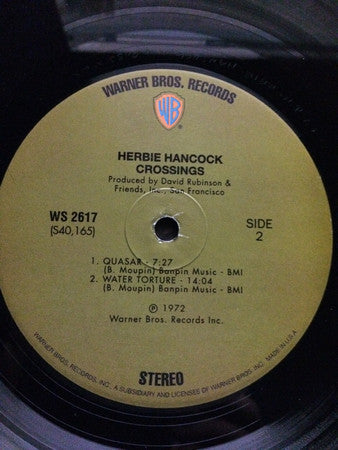 WARNER BROS. RECORDS
WB
HERBIE HANCOCK
CROSSINGS
Produced by David Rubinson &
Friends, Inc., San Francisco
WS 2617
(S40,165)
SIDE
2
1. QUASAR - 7:27
(B. Maupin) Banpin Music - BMI
2. WATER TORTURE - 14:04
(B. Maupin) Banpin Music - BMI
℗ 1972
Warner Bros. Records Inc.
STEREO
WARNER BROS. RECORDS INC. A SUBSIDIARY AND LICENSEE OF WARNER BROS. INC. MADE IN U.S.A.